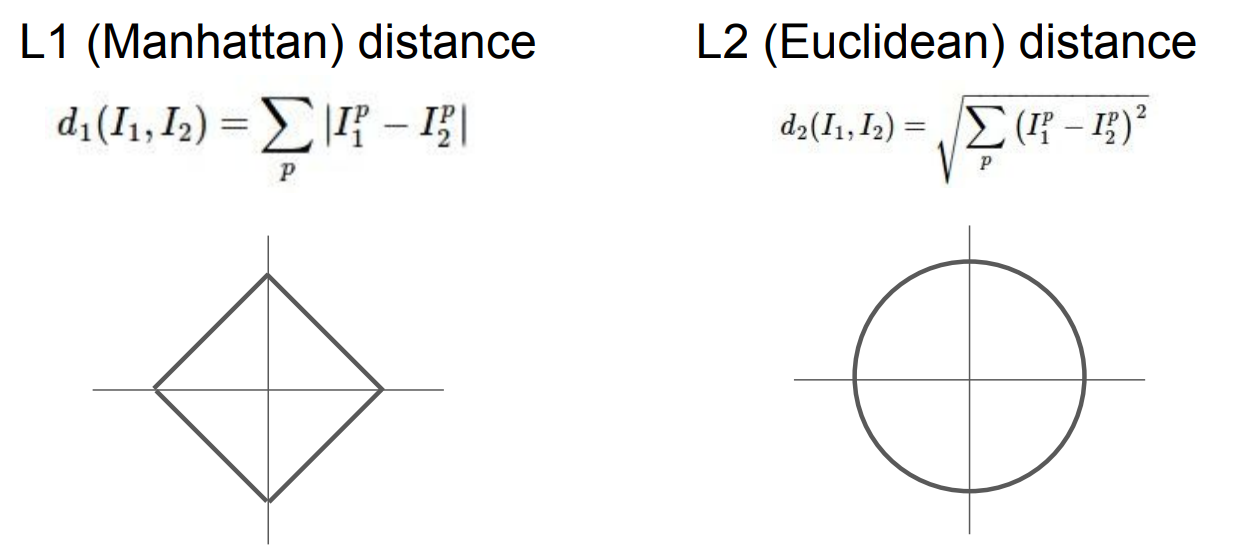 L1 (Manhattan) distance
d₁(I₁, I₂) = ∑ₚ |I₁ᵖ − I₂ᵖ|
L2 (Euclidean) distance
d₂(I₁, I₂) = √∑ₚ (I₁ᵖ − I₂ᵖ)²